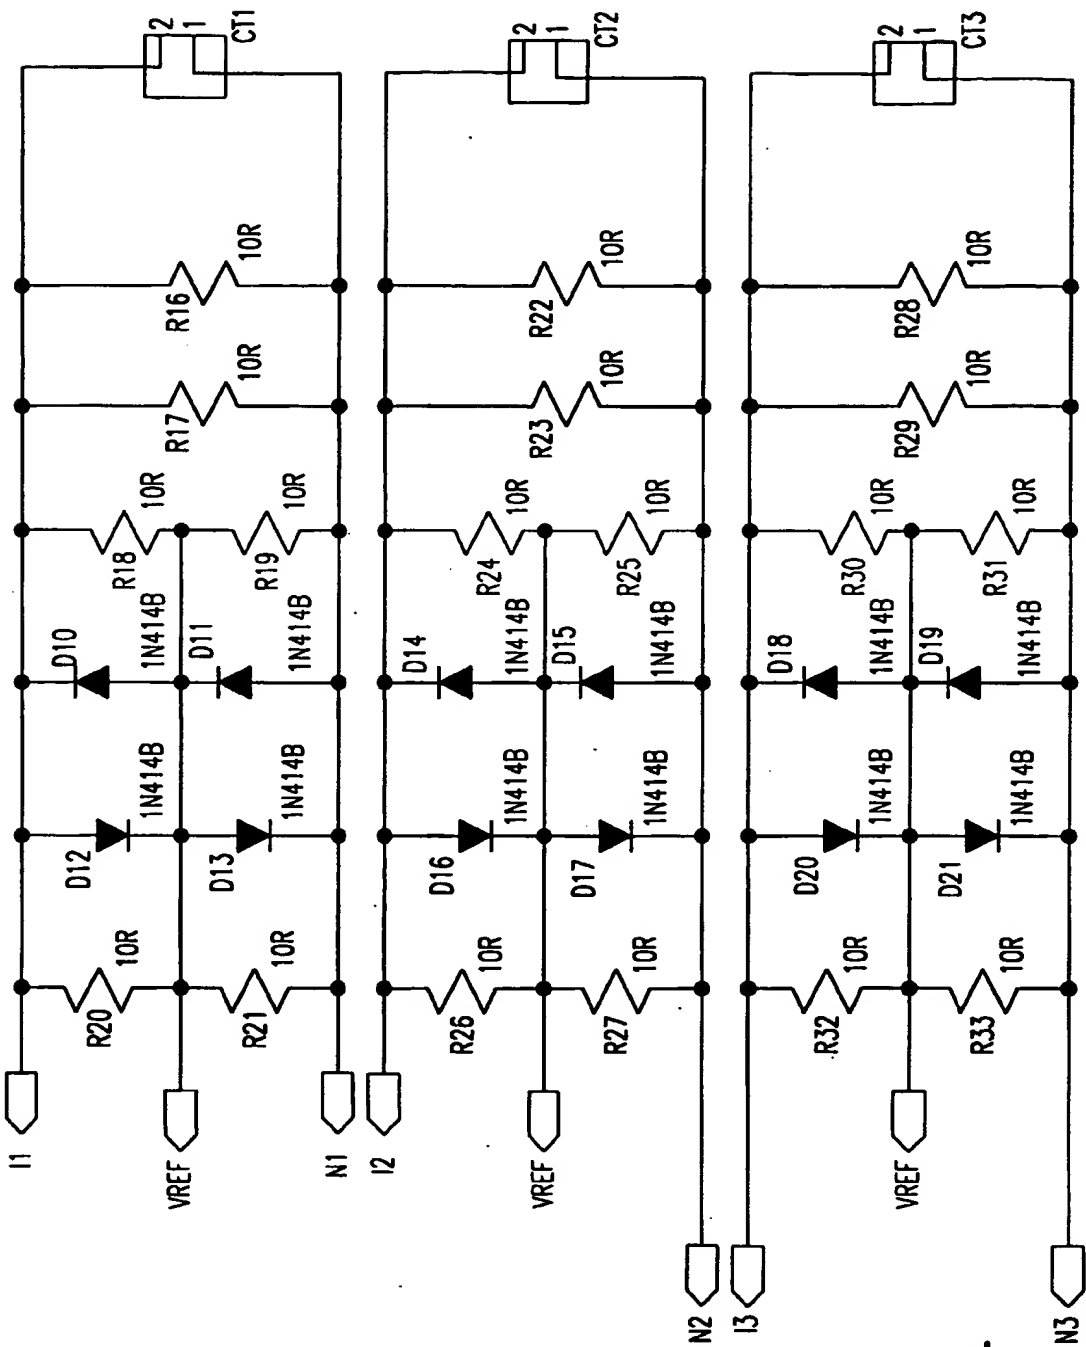 CT1
2
1
R16
10R
R17
10R
R18
10R
R19
10R
D10
1N414B
D11
1N414B
D12
1N414B
D13
1N414B
R20
10R
R21
10R
I1
VREF
N1
CT2
2
1
R22
10R
R23
10R
R24
10R
R25
10R
D14
1N414B
D15
1N414B
D16
1N414B
D17
1N414B
R26
10R
R27
10R
I2
VREF
N2
CT3
2
1
R28
10R
R29
10R
R30
10R
R31
10R
D18
1N414B
D19
1N414B
D20
1N414B
D21
1N414B
R32
10R
R33
10R
I3
VREF
N3